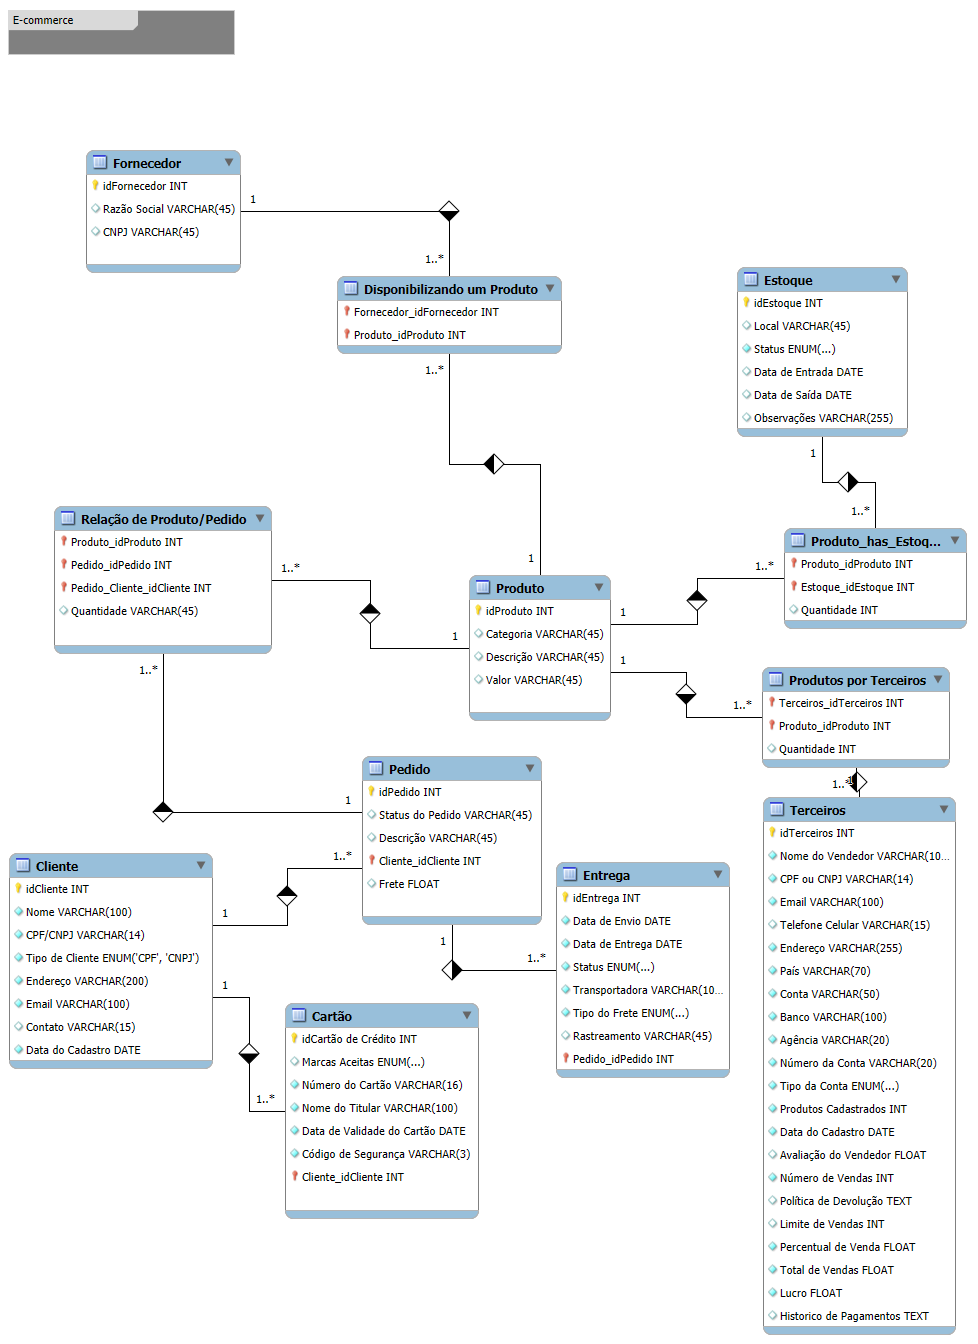 E-commerce
Fornecedor
idFornecedor INT
Razão Social VARCHAR(45)
CNPJ VARCHAR(45)
1
1..*
Disponibilizando um Produto
Fornecedor_idFornecedor INT
Produto_idProduto INT
1..*
1
Estoque
idEstoque INT
Local VARCHAR(45)
Status ENUM(...)
Data de Entrada DATE
Data de Saída DATE
Observações VARCHAR(255)
1
1..*
Relação de Produto/Pedido
Produto_idProduto INT
Pedido_idPedido INT
Pedido_Cliente_idCliente INT
Quantidade VARCHAR(45)
1..*
1
1..*
1
Produto
idProduto INT
Categoria VARCHAR(45)
Descrição VARCHAR(45)
Valor VARCHAR(45)
1
1..*
1
1..*
Produto_has_Estoq...
Produto_idProduto INT
Estoque_idEstoque INT
Quantidade INT
Produtos por Terceiros
Terceiros_idTerceiros INT
Produto_idProduto INT
Quantidade INT
1..*
1
Pedido
idPedido INT
Status do Pedido VARCHAR(45)
Descrição VARCHAR(45)
Cliente_idCliente INT
Frete FLOAT
Cliente
idCliente INT
Nome VARCHAR(100)
CPF/CNPJ VARCHAR(14)
Tipo de Cliente ENUM('CPF', 'CNPJ')
Endereço VARCHAR(200)
Email VARCHAR(100)
Contato VARCHAR(15)
Data do Cadastro DATE
1
1..*
1
1..*
1
1..*
Entrega
idEntrega INT
Data de Envio DATE
Data de Entrega DATE
Status ENUM(...)
Transportadora VARCHAR(10...
Tipo do Frete ENUM(...)
Rastreamento VARCHAR(45)
Pedido_idPedido INT
Cartão
idCartão de Crédito INT
Marcas Aceitas ENUM(...)
Número do Cartão VARCHAR(16)
Nome do Titular VARCHAR(100)
Data de Validade do Cartão DATE
Código de Segurança VARCHAR(3)
Cliente_idCliente INT
Terceiros
idTerceiros INT
Nome do Vendedor VARCHAR(10...
CPF ou CNPJ VARCHAR(14)
Email VARCHAR(100)
Telefone Celular VARCHAR(15)
Endereço VARCHAR(255)
País VARCHAR(70)
Conta VARCHAR(50)
Banco VARCHAR(100)
Agência VARCHAR(20)
Número da Conta VARCHAR(20)
Tipo da Conta ENUM(...)
Produtos Cadastrados INT
Data do Cadastro DATE
Avaliação do Vendedor FLOAT
Número de Vendas INT
Política de Devolução TEXT
Limite de Vendas INT
Percentual de Venda FLOAT
Total de Vendas FLOAT
Lucro FLOAT
Historico de Pagamentos TEXT